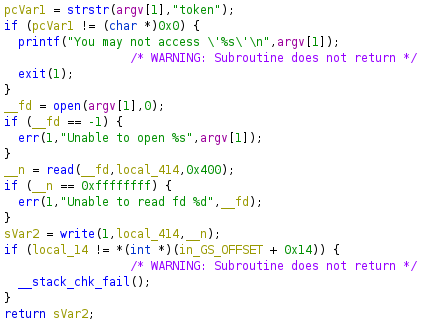 pcVar1 = strstr(argv[1],"token");
if (pcVar1 != (char *)0x0) {
  printf("You may not access \'%s\'\n",argv[1]);
                    /* WARNING: Subroutine does not return */
  exit(1);
}
__fd = open(argv[1],0);
if (__fd == -1) {
  err(1,"Unable to open %s",argv[1]);
}
__n = read(__fd,local_414,0x400);
if (__n == 0xffffffff) {
  err(1,"Unable to read fd %d",__fd);
}
sVar2 = write(1,local_414,__n);
if (local_14 != *(int *)(in_GS_OFFSET + 0x14)) {
                    /* WARNING: Subroutine does not return */
  __stack_chk_fail();
}
return sVar2;